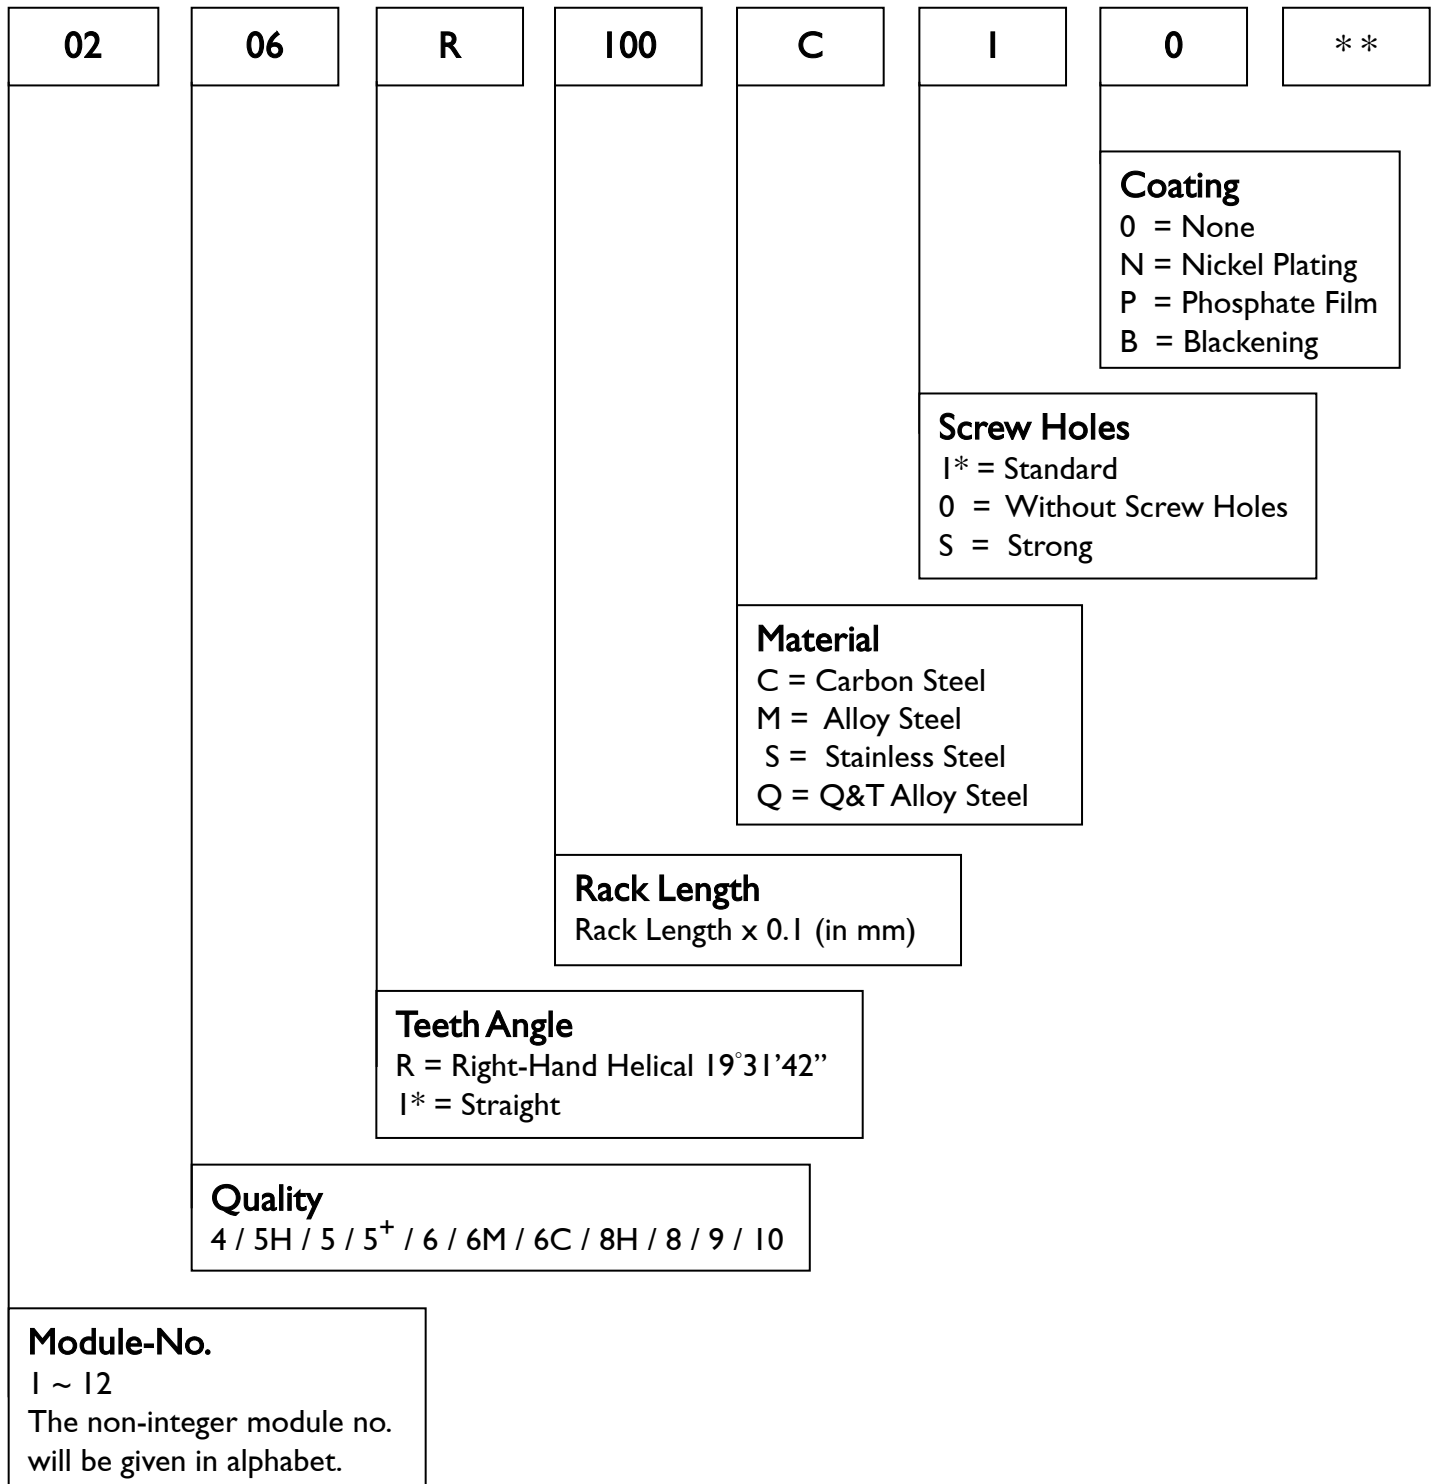 02 06 R 100 C 1 0 **
Coating
0 = None
N = Nickel Plating
P = Phosphate Film
B = Blackening
Screw Holes
1* = Standard
0 = Without Screw Holes
S = Strong
Material
C = Carbon Steel
M = Alloy Steel
S = Stainless Steel
Q = Q&T Alloy Steel
Rack Length
Rack Length x 0.1 (in mm)
Teeth Angle
R = Right-Hand Helical 19°31’42”
1* = Straight
Quality
4 / 5H / 5 / 5⁺ / 6 / 6M / 6C / 8H / 8 / 9 / 10
Module-No.
1 ~ 12
The non-integer module no.
will be given in alphabet.